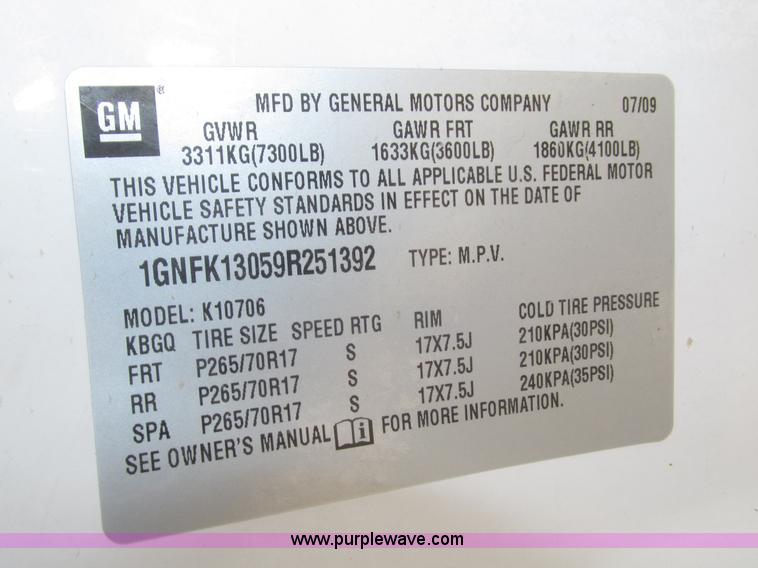 GM ® MFD BY GENERAL MOTORS COMPANY 07/09
GVWR GAWR FRT GAWR RR
3311KG(7300LB) 1633KG(3600LB) 1860KG(4100LB)
THIS VEHICLE CONFORMS TO ALL APPLICABLE U.S. FEDERAL MOTOR
VEHICLE SAFETY STANDARDS IN EFFECT ON THE DATE OF
MANUFACTURE SHOWN ABOVE.
1GNFK13059R251392 TYPE: M.P.V.
MODEL: K10706
KBGQ TIRE SIZE SPEED RTG RIM COLD TIRE PRESSURE
FRT P265/70R17 S 17X7.5J 210KPA(30PSI)
RR P265/70R17 S 17X7.5J 210KPA(30PSI)
SPA P265/70R17 S 17X7.5J 240KPA(35PSI)
SEE OWNER'S MANUAL i FOR MORE INFORMATION.
www.purplewave.com